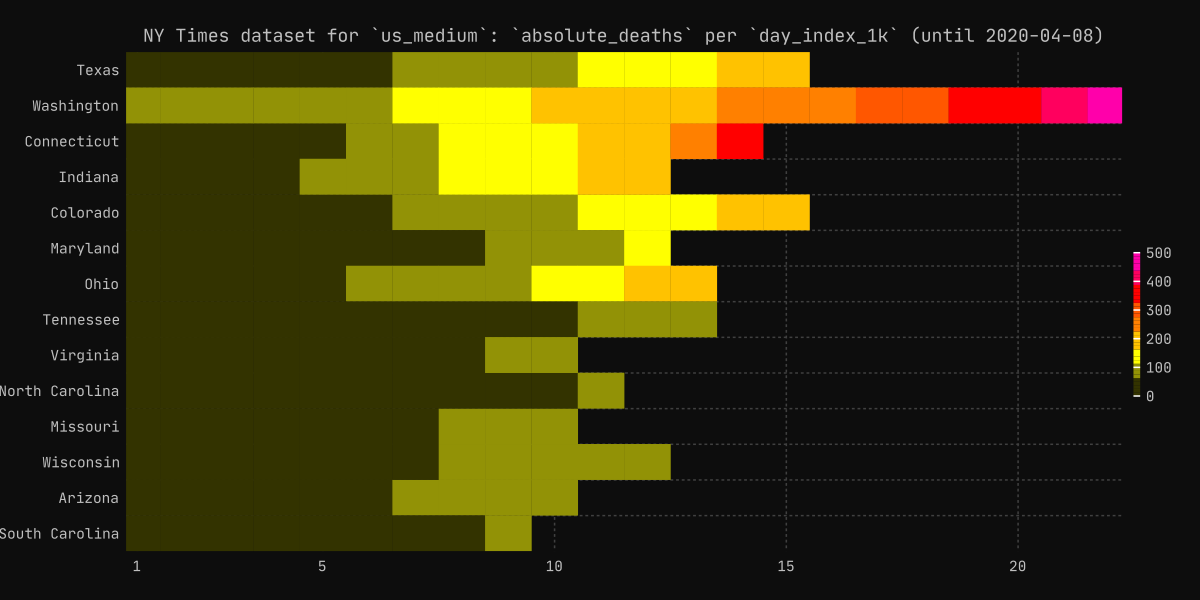 NY Times dataset for `us_medium`: `absolute_deaths` per `day_index_1k` (until 2020-04-08)
Texas
Washington
Connecticut
Indiana
Colorado
Maryland
Ohio
Tennessee
Virginia
North Carolina
Missouri
Wisconsin
Arizona
South Carolina
1 5 10 15 20
500
400
300
200
100
0